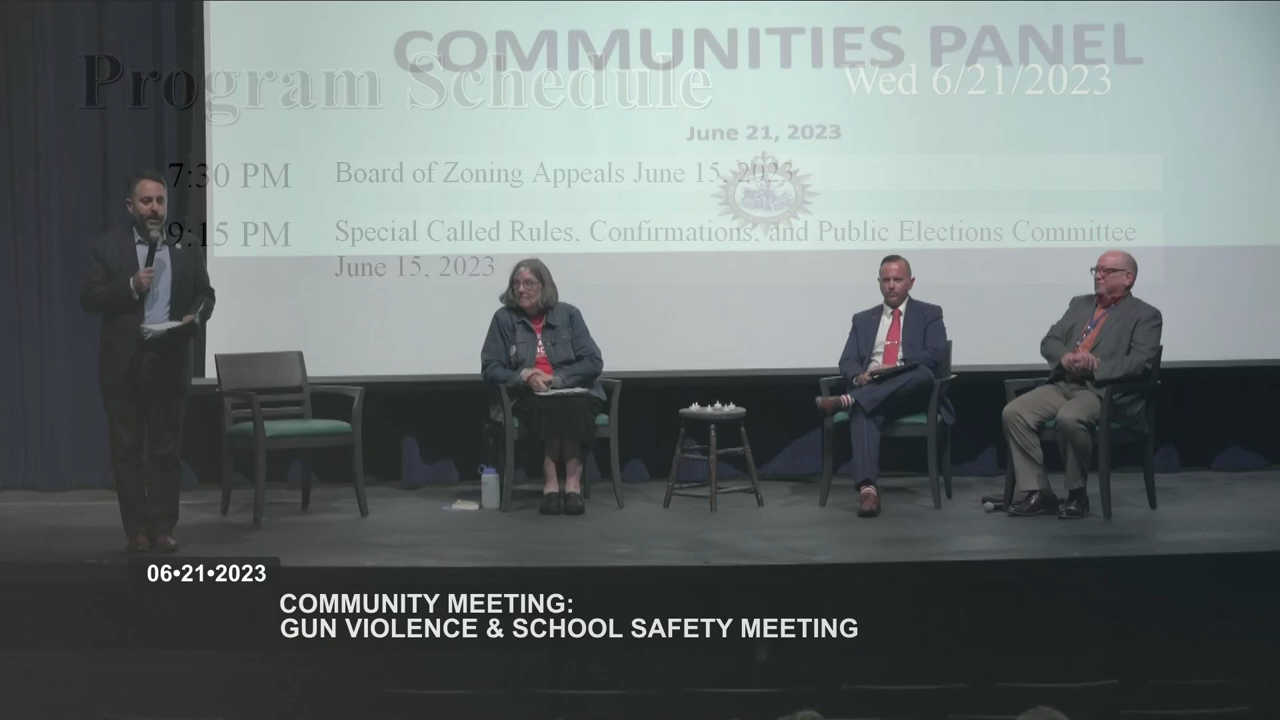 COMMUNITIES PANEL
Program Schedule
Wed 6/21/2023
June 21, 2023
7:30 PM
Board of Zoning Appeals June 15, 2023
9:15 PM
Special Called Rules, Confirmations, and Public Elections Committee
June 15, 2023
06•21•2023
COMMUNITY MEETING:
GUN VIOLENCE & SCHOOL SAFETY MEETING